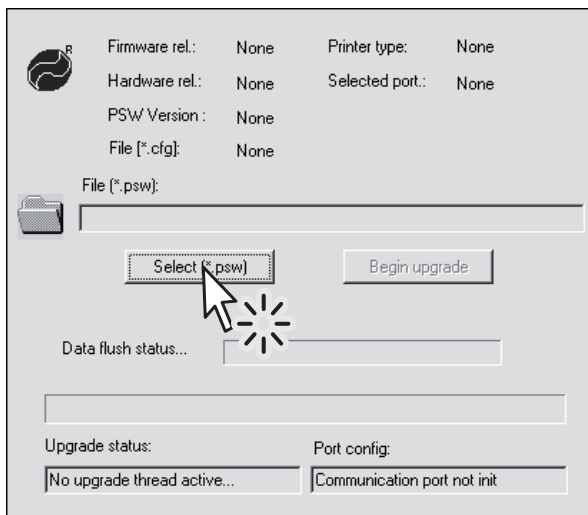 R
Firmware rel.: None Printer type: None
Hardware rel.: None Selected port.: None
PSW Version : None
File [*.cfg]: None
File (*.psw):
Select (*.psw) Begin upgrade
Data flush status...
Upgrade status: Port config:
No upgrade thread active... Communication port not init